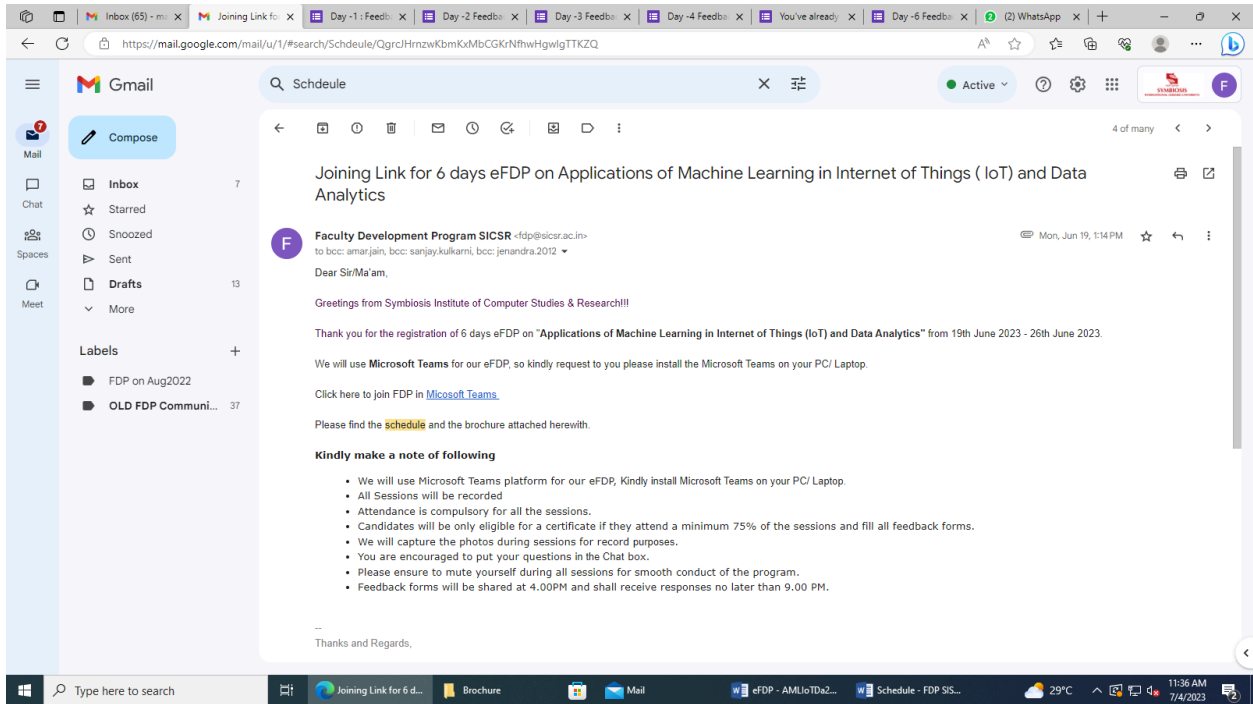 Inbox (65) - ma
Joining Link fo
Day -1 : Feedb
Day -2 Feedba
Day -3 Feedba
Day -4 Feedba
You've already
Day -6 Feedba
(2) WhatsApp
https://mail.google.com/mail/u/1/#search/Schdeule/QgrcJHrnzwKbmKxMbCGKrNfhwHgwlgTTKZQ
Gmail
Schdeule
Active
SYMBIOSIS
F
7
Mail
Chat
Spaces
Meet
Compose
Inbox 7
Starred
Snoozed
Sent
Drafts 13
More
Labels
FDP on Aug2022
OLD FDP Communi... 37
4 of many
Joining Link for 6 days eFDP on Applications of Machine Learning in Internet of Things ( IoT) and Data
Analytics
F
Faculty Development Program SICSR <fdp@sicsr.ac.in>
Mon, Jun 19, 1:14 PM
to bcc: amar.jain, bcc: sanjay.kulkarni, bcc: jenandra.2012
Dear Sir/Ma'am,
Greetings from Symbiosis Institute of Computer Studies & Research!!!
Thank you for the registration of 6 days eFDP on "Applications of Machine Learning in Internet of Things (IoT) and Data Analytics" from 19th June 2023 - 26th June 2023.
We will use Microsoft Teams for our eFDP, so kindly request to you please install the Microsoft Teams on your PC/ Laptop.
Click here to join FDP in Micosoft Teams
Please find the schedule and the brochure attached herewith.
Kindly make a note of following
• We will use Microsoft Teams platform for our eFDP, Kindly install Microsoft Teams on your PC/ Laptop.
• All Sessions will be recorded
• Attendance is compulsory for all the sessions.
• Candidates will be only eligible for a certificate if they attend a minimum 75% of the sessions and fill all feedback forms.
• We will capture the photos during sessions for record purposes.
• You are encouraged to put your questions in the Chat box.
• Please ensure to mute yourself during all sessions for smooth conduct of the program.
• Feedback forms will be shared at 4.00PM and shall receive responses no later than 9.00 PM.
--
Thanks and Regards,
Type here to search
Joining Link for 6 d...
Brochure
Mail
eFDP - AMLIoTDa2...
Schedule - FDP SIS...
29°C
11:36 AM
7/4/2023
2